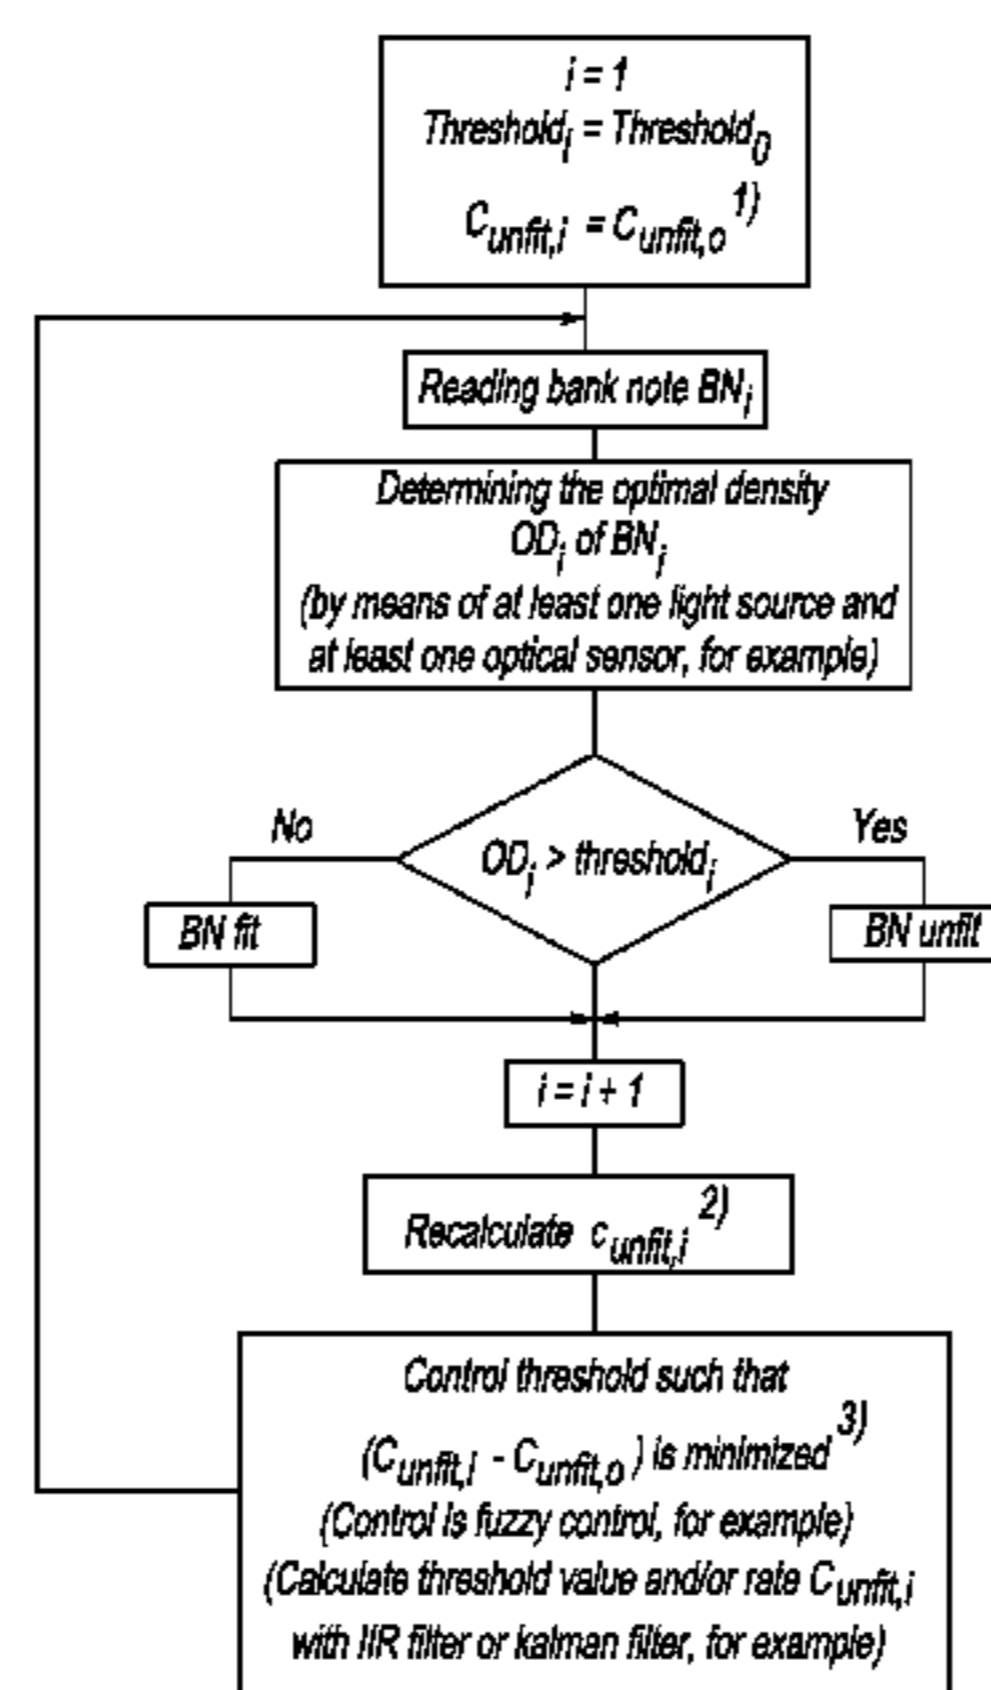 i = 1
Threshold_i = Threshold_0
C_unfit,i = C_unfit,o 1)
Reading bank note BN_i
Determining the optimal density
OD_i of BN_i
(by means of at least one light source and
at least one optical sensor, for example)
No
OD_i > threshold_i
Yes
BN fit
BN unfit
i = i + 1
Recalculate c_unfit,i 2)
Control threshold such that
(C_unfit,i - C_unfit,o ) is minimized 3)
(Control is fuzzy control, for example)
(Calculate threshold value and/or rate C_unfit,i
with IIR filter or kalman filter, for example)